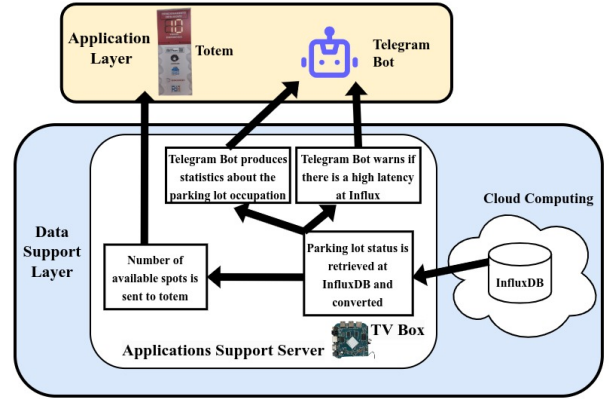 Application
Layer
10
Totem
Telegram
Bot
Telegram Bot produces
statistics about the
parking lot occupation
Telegram Bot warns if
there is a high latency
at Influx
Cloud Computing
Data
Support
Layer
Number of
available spots is
sent to totem
Parking lot status is
retrieved at
InfluxDB and
converted
InfluxDB
TV Box
Applications Support Server